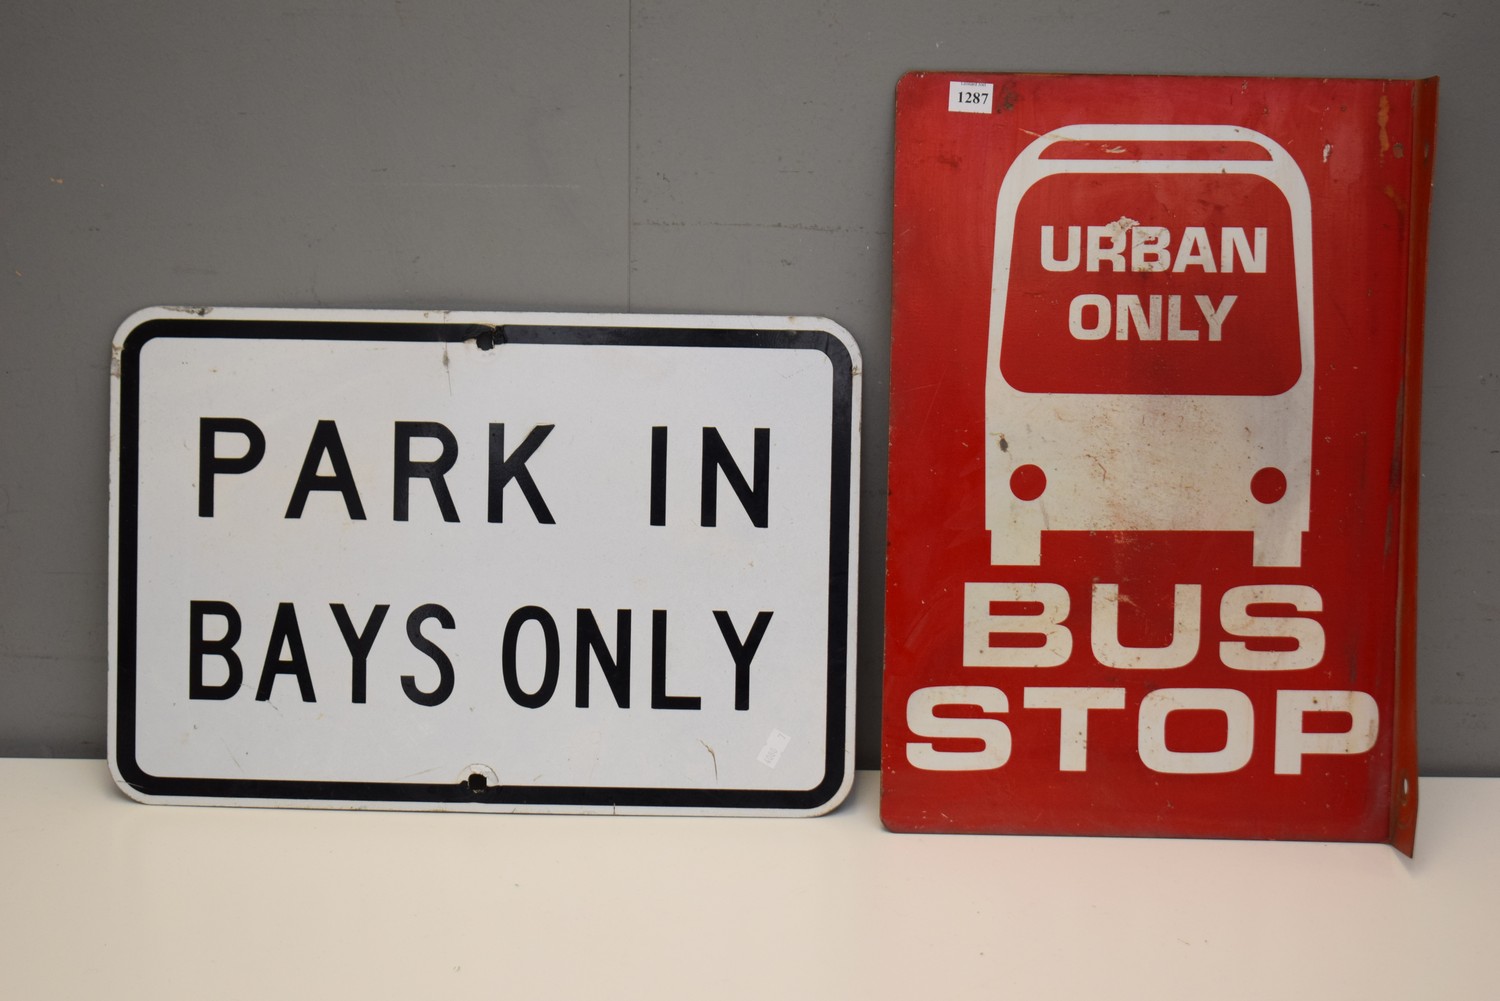 PARK IN
BAYS ONLY
1287
URBAN
ONLY
BUS
STOP